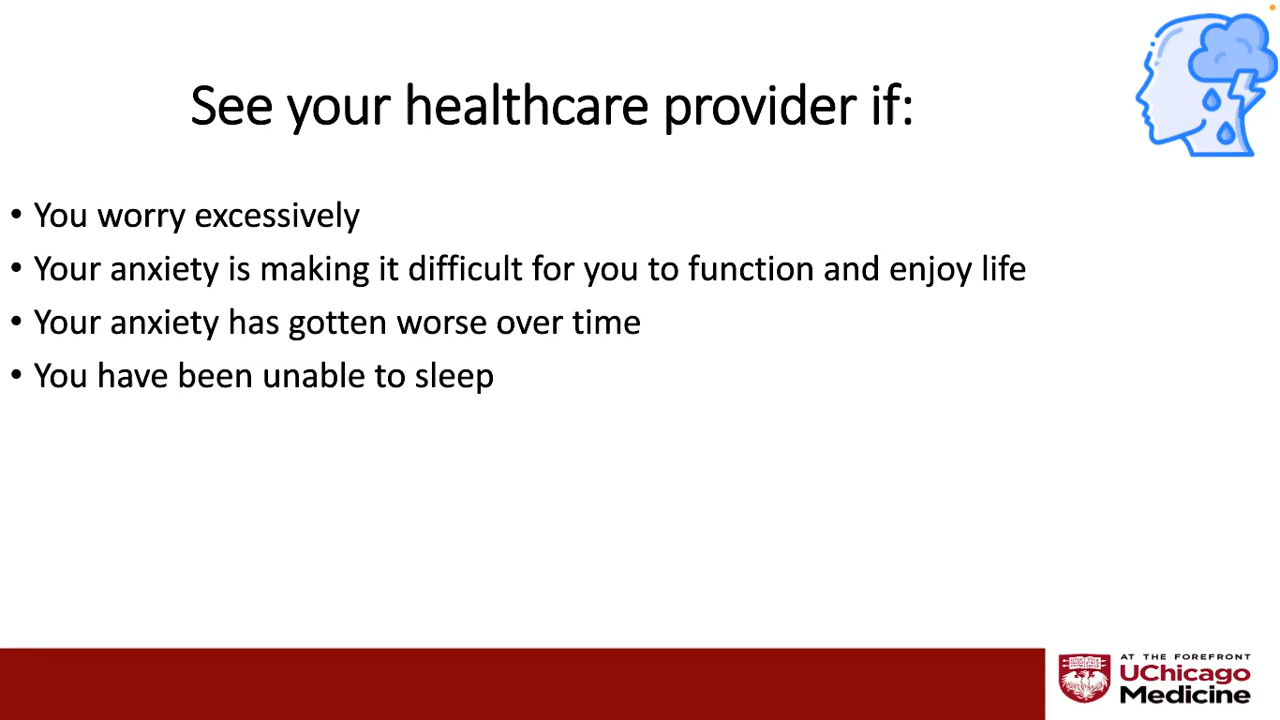 See your healthcare provider if:
• You worry excessively
• Your anxiety is making it difficult for you to function and enjoy life
• Your anxiety has gotten worse over time
• You have been unable to sleep
AT THE FOREFRONT
UChicago
Medicine